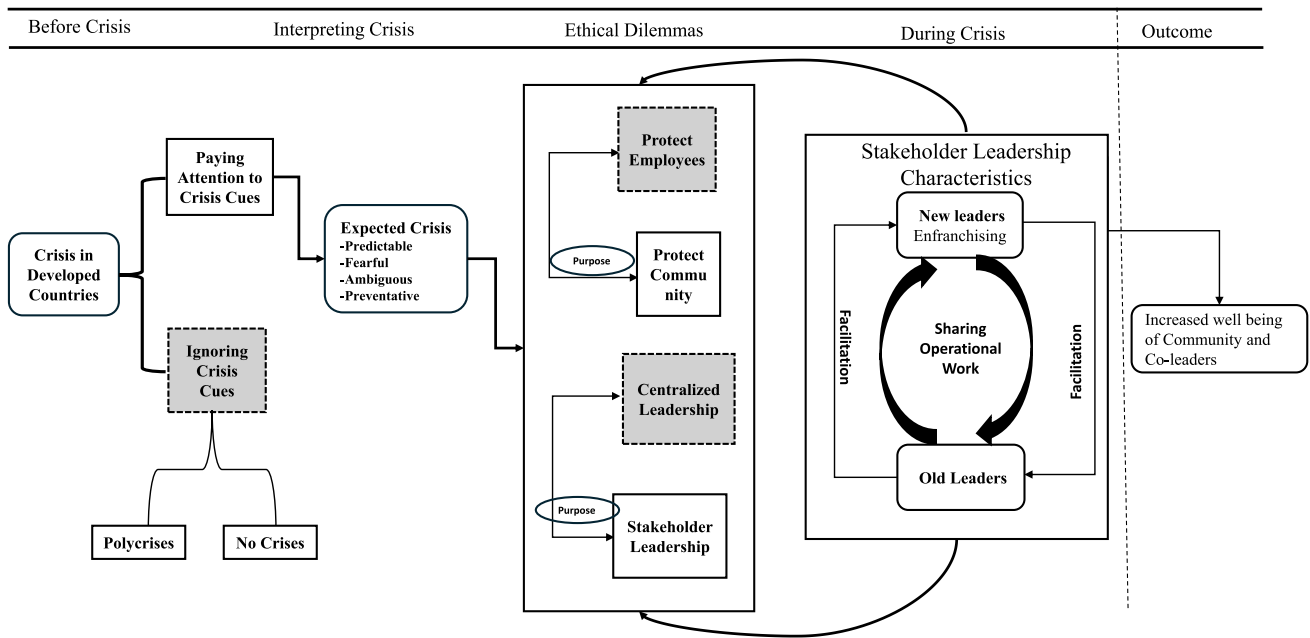 Before Crisis
Interpreting Crisis
Ethical Dilemmas
During Crisis
Outcome
Crisis in
Developed
Countries
Paying
Attention to
Crisis Cues
Ignoring
Crisis
Cues
Polycrises
No Crises
Expected Crisis
-Predictable
-Fearful
-Ambiguous
-Preventative
Protect
Employees
Purpose
Protect
Commu
nity
Centralized
Leadership
Purpose
Stakeholder
Leadership
Stakeholder Leadership
Characteristics
New leaders
Enfranchising
Facilitation
Sharing
Operational
Work
Facilitation
Old Leaders
Increased well being
of Community and
Co-leaders